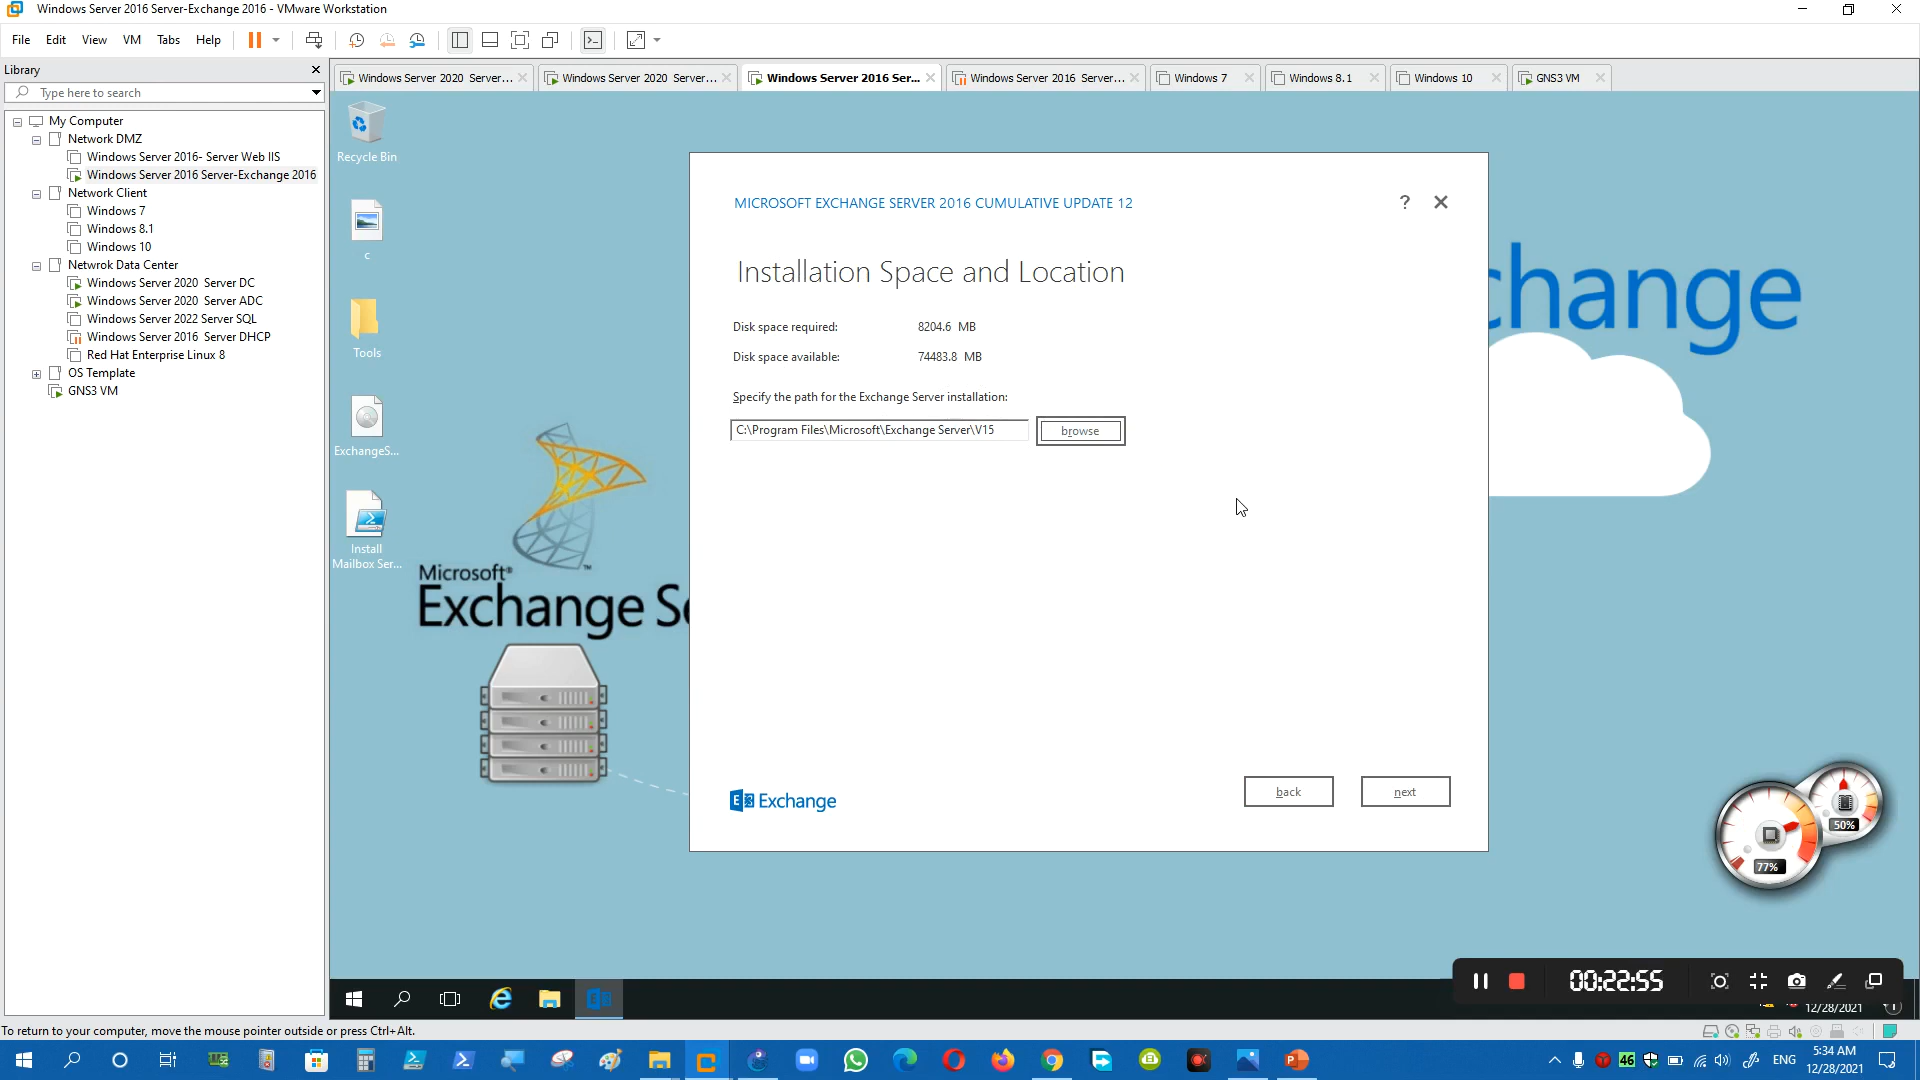 Windows Server 2016 Server-Exchange 2016 - VMware Workstation
File Edit View VM Tabs Help
Library
Type here to search
My Computer
Network DMZ
Windows Server 2016- Server Web IIS
Windows Server 2016 Server-Exchange 2016
Network Client
Windows 7
Windows 8.1
Windows 10
Netwrok Data Center
Windows Server 2020 Server DC
Windows Server 2020 Server ADC
Windows Server 2022 Server SQL
Windows Server 2016 Server DHCP
Red Hat Enterprise Linux 8
OS Template
GNS3 VM
Windows Server 2020 Server...
Windows Server 2020 Server...
Windows Server 2016 Ser...
Windows Server 2016 Server...
Windows 7
Windows 8.1
Windows 10
GNS3 VM
Recycle Bin
c
Tools
ExchangeS...
Install
Mailbox Ser...
Microsoft®
Exchange Se
™
change
MICROSOFT EXCHANGE SERVER 2016 CUMULATIVE UPDATE 12
?
Installation Space and Location
Disk space required: 8204.6 MB
Disk space available: 74483.8 MB
Specify the path for the Exchange Server installation:
C:\Program Files\Microsoft\Exchange Server\V15
browse
Exchange
back
next
50%
77%
00:22:55
12/28/2021
To return to your computer, move the mouse pointer outside or press Ctrl+Alt.
46
ENG
5:34 AM
12/28/2021